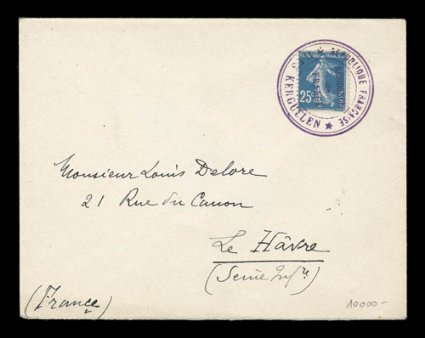 RÉPUBLIQUE FRANÇAISE
★ KERGUELEN ★
25c
Monsieur Louis Delore
21 Rue du Canon
Le Hâvre
(Seine Infre)
(France)
10000-